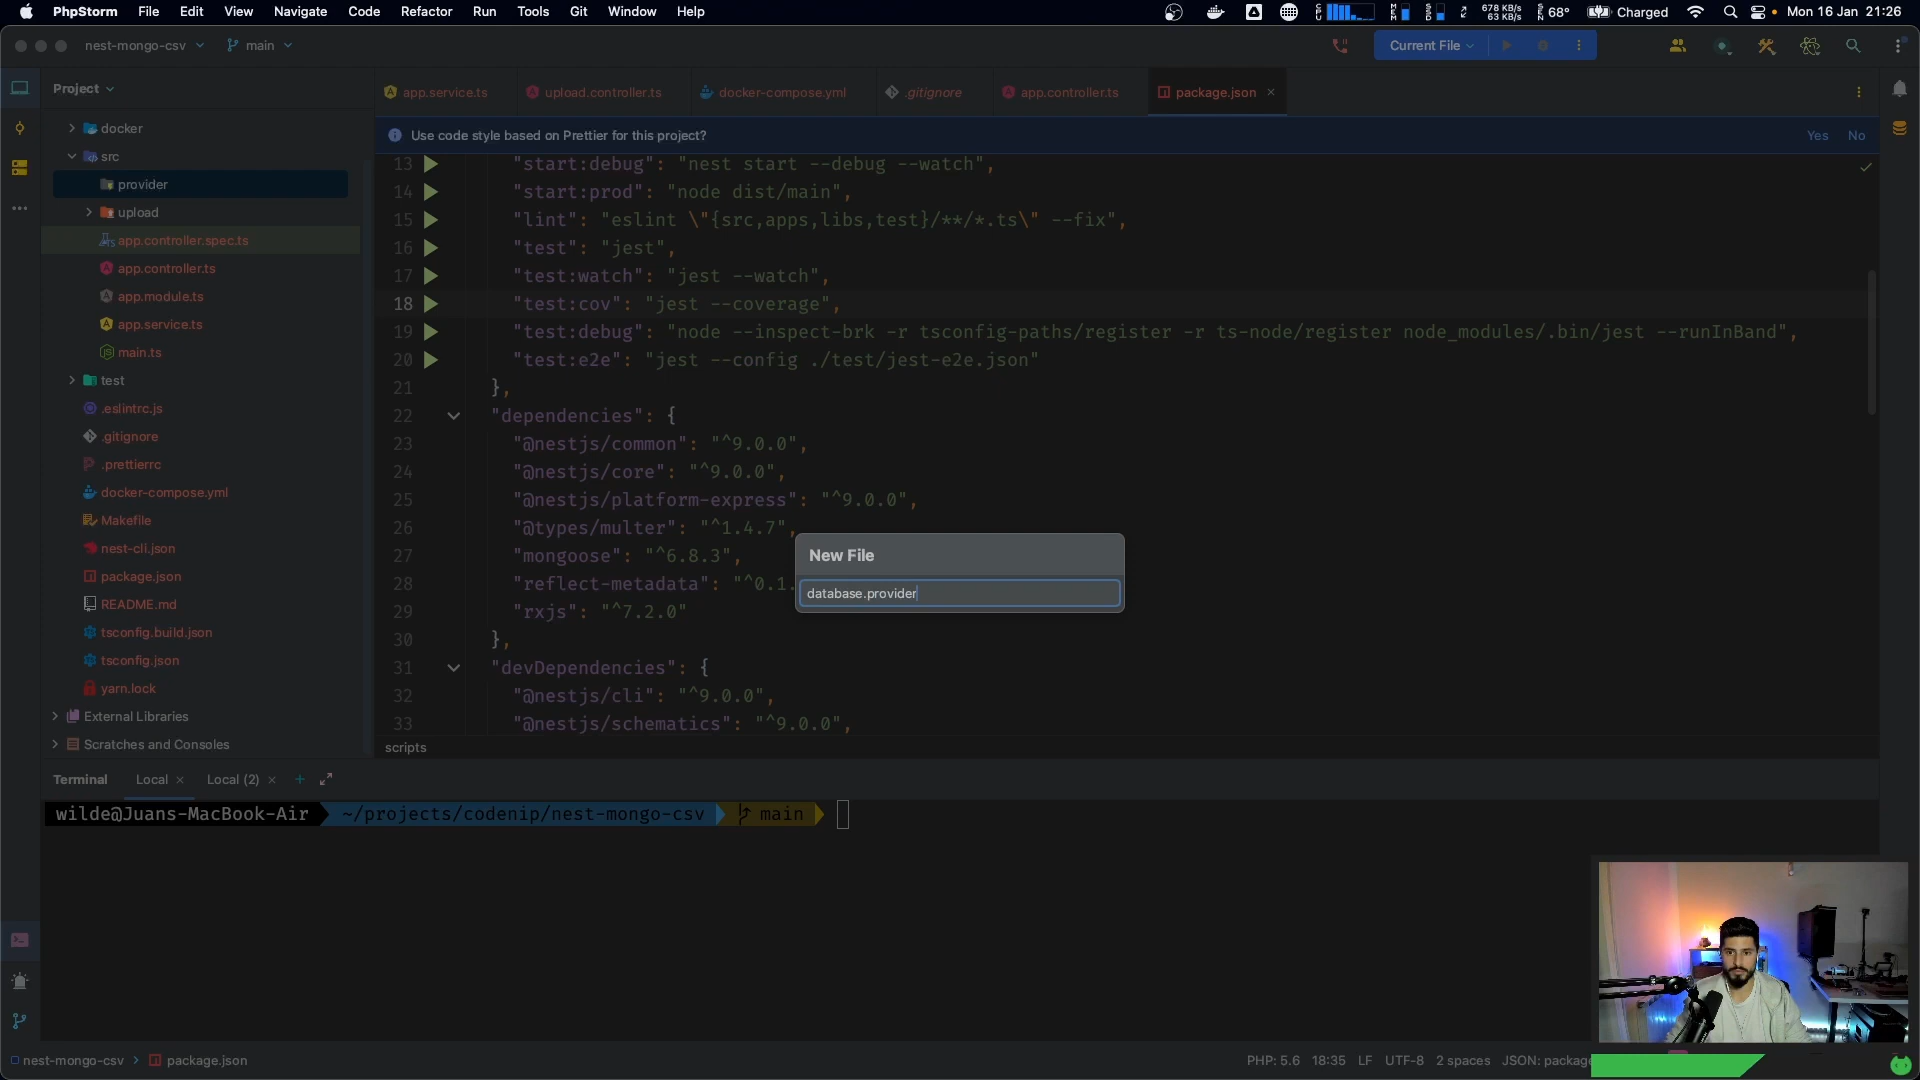 PhpStorm File Edit View Navigate Code Refactor Run Tools Git Window Help
CPU MEM SSD 678 KB/s 63 KB/s SEN 68° Charged Mon 16 Jan 21:26
nest-mongo-csv main Current File
Project
app.service.ts upload.controller.ts docker-compose.yml .gitignore app.controller.ts package.json
Use code style based on Prettier for this project? Yes No
docker
src
provider
upload
app.controller.spec.ts
app.controller.ts
app.module.ts
app.service.ts
main.ts
test
.eslintrc.js
.gitignore
.prettierrc
docker-compose.yml
Makefile
nest-cli.json
package.json
README.md
tsconfig.build.json
tsconfig.json
yarn.lock
External Libraries
Scratches and Consoles
13 "start:debug": "nest start --debug --watch",
14 "start:prod": "node dist/main",
15 "lint": "eslint \"{src,apps,libs,test}/**/*.ts\" --fix",
16 "test": "jest",
17 "test:watch": "jest --watch",
18 "test:cov": "jest --coverage",
19 "test:debug": "node --inspect-brk -r tsconfig-paths/register -r ts-node/register node_modules/.bin/jest --runInBand",
20 "test:e2e": "jest --config ./test/jest-e2e.json"
21 },
22 "dependencies": {
23 "@nestjs/common": "^9.0.0",
24 "@nestjs/core": "^9.0.0",
25 "@nestjs/platform-express": "^9.0.0",
26 "@types/multer": "^1.4.7",
27 "mongoose": "^6.8.3",
28 "reflect-metadata": "^0.1.
29 "rxjs": "^7.2.0"
30 },
31 "devDependencies": {
32 "@nestjs/cli": "^9.0.0",
33 "@nestjs/schematics": "^9.0.0",
New File
database.provider
scripts
Terminal Local Local (2)
wilde@Juans-MacBook-Air ~/projects/codenip/nest-mongo-csv main
nest-mongo-csv package.json
PHP: 5.6 18:35 LF UTF-8 2 spaces JSON: package